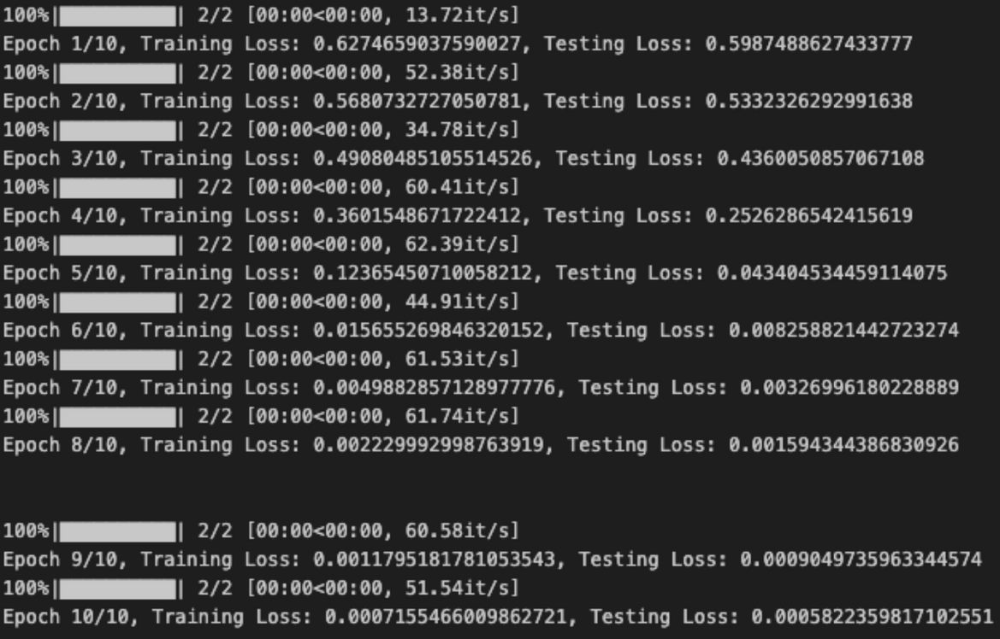 100%|██████████| 2/2 [00:00<00:00, 13.72it/s]
Epoch 1/10, Training Loss: 0.6274659037590027, Testing Loss: 0.5987488627433777
100%|██████████| 2/2 [00:00<00:00, 52.38it/s]
Epoch 2/10, Training Loss: 0.5680732727050781, Testing Loss: 0.5332326292991638
100%|██████████| 2/2 [00:00<00:00, 34.78it/s]
Epoch 3/10, Training Loss: 0.49080485105514526, Testing Loss: 0.4360050857067108
100%|██████████| 2/2 [00:00<00:00, 60.41it/s]
Epoch 4/10, Training Loss: 0.3601548671722412, Testing Loss: 0.2526286542415619
100%|██████████| 2/2 [00:00<00:00, 62.39it/s]
Epoch 5/10, Training Loss: 0.12365450710058212, Testing Loss: 0.043404534459114075
100%|██████████| 2/2 [00:00<00:00, 44.91it/s]
Epoch 6/10, Training Loss: 0.015655269846320152, Testing Loss: 0.008258821442723274
100%|██████████| 2/2 [00:00<00:00, 61.53it/s]
Epoch 7/10, Training Loss: 0.0049882857128977776, Testing Loss: 0.00326996180228889
100%|██████████| 2/2 [00:00<00:00, 61.74it/s]
Epoch 8/10, Training Loss: 0.002229992998763919, Testing Loss: 0.001594344386830926
100%|██████████| 2/2 [00:00<00:00, 60.58it/s]
Epoch 9/10, Training Loss: 0.0011795181781053543, Testing Loss: 0.0009049735963344574
100%|██████████| 2/2 [00:00<00:00, 51.54it/s]
Epoch 10/10, Training Loss: 0.0007155466009862721, Testing Loss: 0.0005822359817102551